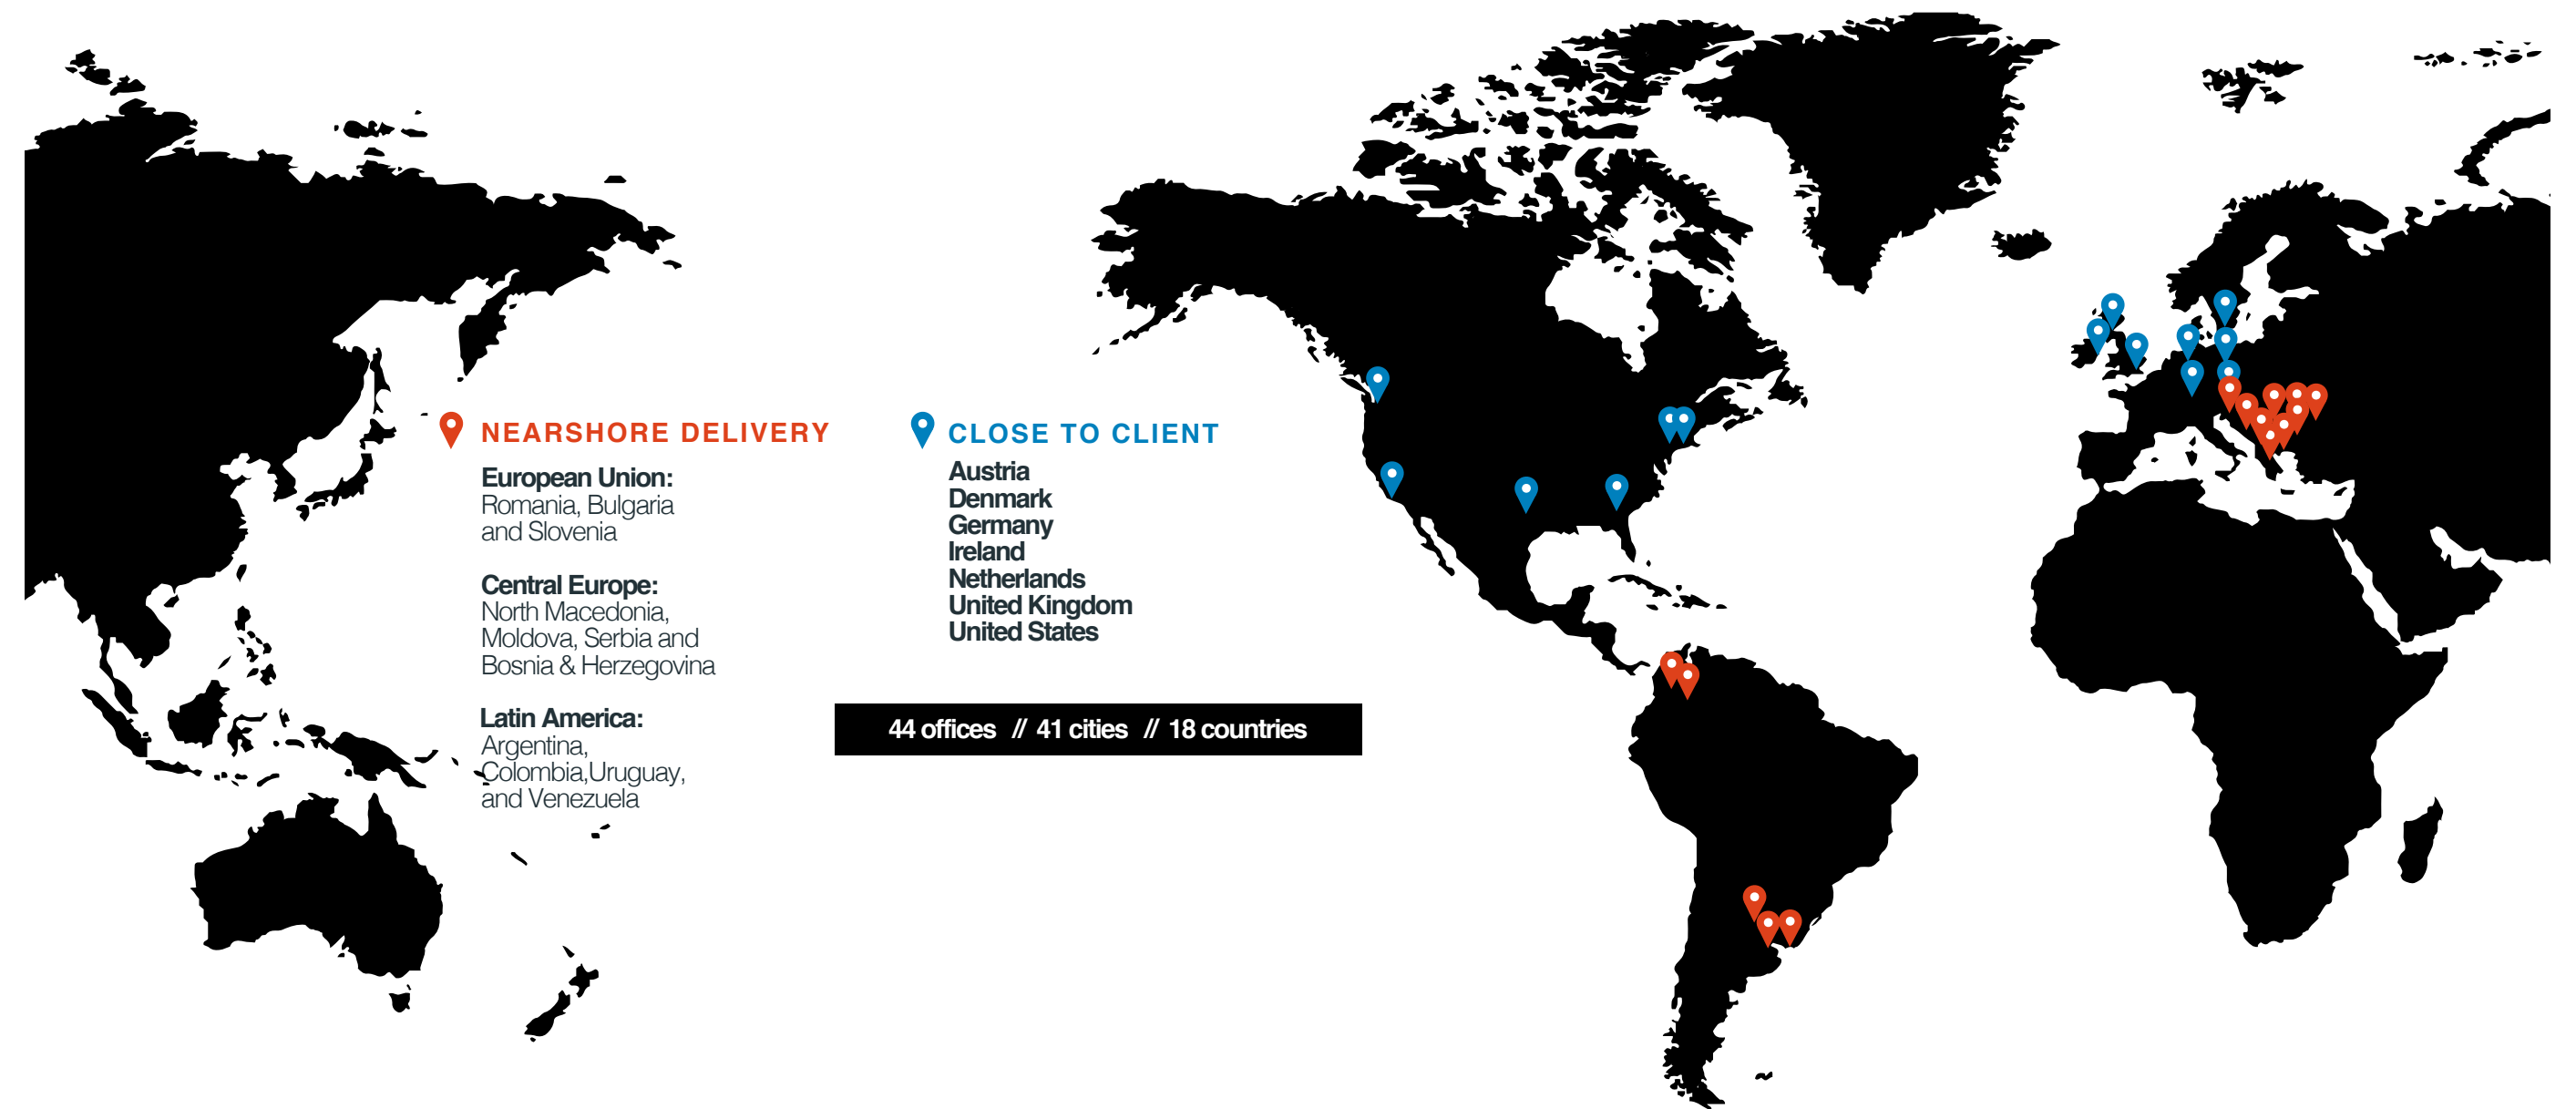 NEARSHORE DELIVERY
European Union:
Romania, Bulgaria
and Slovenia
Central Europe:
North Macedonia,
Moldova, Serbia and
Bosnia & Herzegovina
Latin America:
Argentina,
Colombia,Uruguay,
and Venezuela
CLOSE TO CLIENT
Austria
Denmark
Germany
Ireland
Netherlands
United Kingdom
United States
44 offices // 41 cities // 18 countries